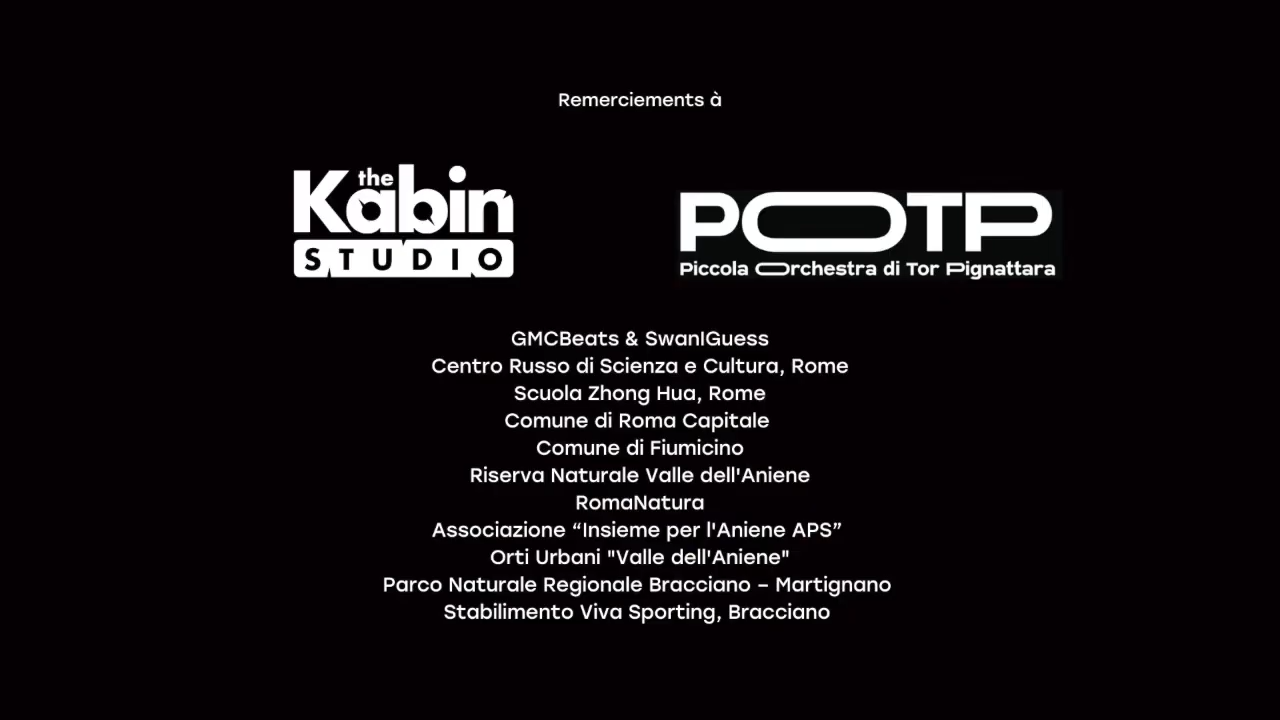 Remerciements à
the
Kabin
STUDIO
POTP
Piccola Orchestra di Tor Pignattara
GMCBeats & SwanIGuess
Centro Russo di Scienza e Cultura, Rome
Scuola Zhong Hua, Rome
Comune di Roma Capitale
Comune di Fiumicino
Riserva Naturale Valle dell'Aniene
RomaNatura
Associazione “Insieme per l'Aniene APS”
Orti Urbani "Valle dell'Aniene"
Parco Naturale Regionale Bracciano – Martignano
Stabilimento Viva Sporting, Bracciano